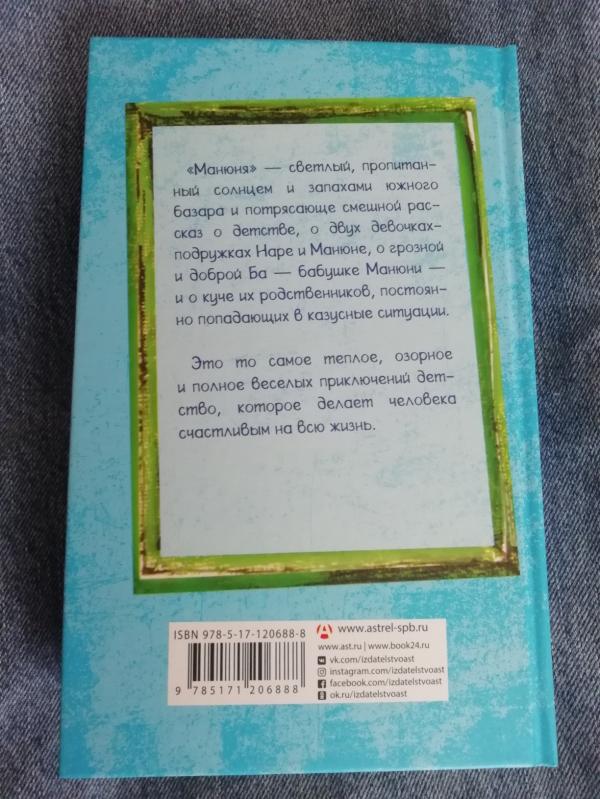 «Манюня» — светлый, пропитан-
ный солнцем и запахами южного
базара и потрясающе смешной рас-
сказ о детстве, о двух девочках-
подружках Наре и Манюне, о грозной
и доброй Ба — бабушке Манюни —
и о куче их родственников, постоян-
но попадающих в казусные ситуации.
Это то самое теплое, озорное
и полное веселых приключений дет-
ство, которое делает человека
счастливым на всю жизнь.
ISBN 978-5-17-120688-8
9 785171 206888
www.astrel-spb.ru
www.ast.ru | www.book24.ru
vk.com/izdatelstvoast
instagram.com/izdatelstvoast
facebook.com/izdatelstvoast
ok.ru/izdatelstvoast